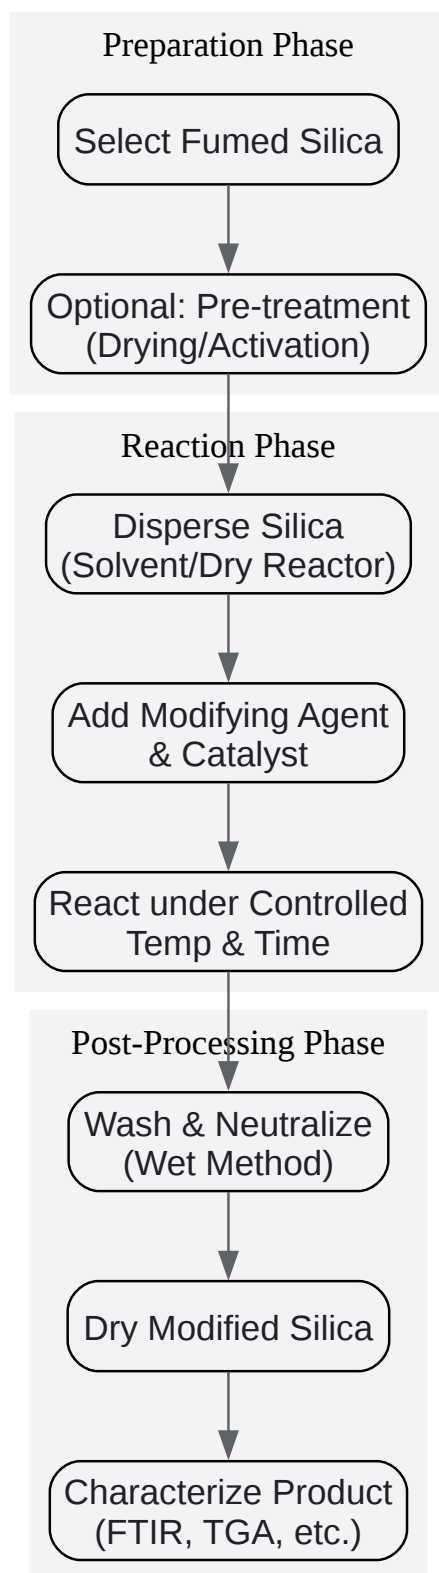 Preparation Phase
Select Fumed Silica
Optional: Pre-treatment
(Drying/Activation)
Reaction Phase
Disperse Silica
(Solvent/Dry Reactor)
Add Modifying Agent
& Catalyst
React under Controlled
Temp & Time
Post-Processing Phase
Wash & Neutralize
(Wet Method)
Dry Modified Silica
Characterize Product
(FTIR, TGA, etc.)